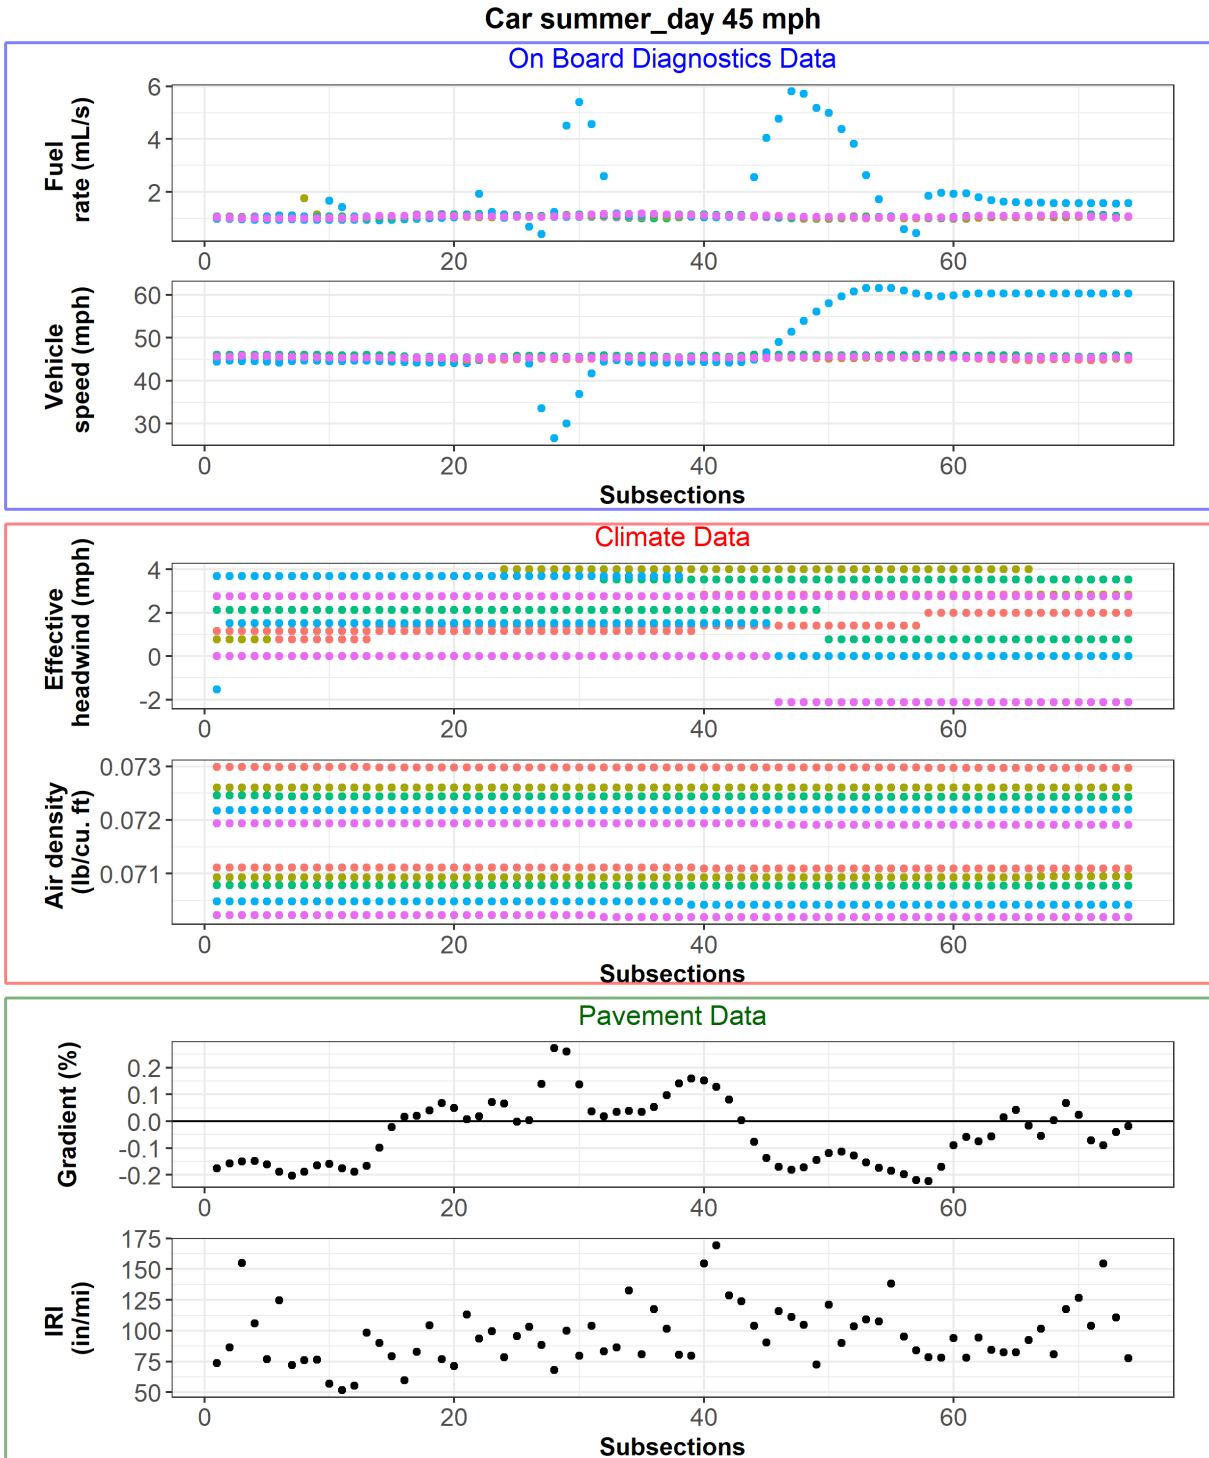 Car summer_day 45 mph
On Board Diagnostics Data
Fuel
rate (mL/s)
6
4
2
0 20 40 60
Vehicle
speed (mph)
60
50
40
30
0 20 40 60
Subsections
Climate Data
Effective
headwind (mph)
4
2
0
-2
0 20 40 60
Air density
(lb/cu. ft)
0.073
0.072
0.071
0 20 40 60
Subsections
Pavement Data
Gradient (%)
0.2
0.1
0.0
-0.1
-0.2
0 20 40 60
IRI
(in/mi)
175
150
125
100
75
50
0 20 40 60
Subsections